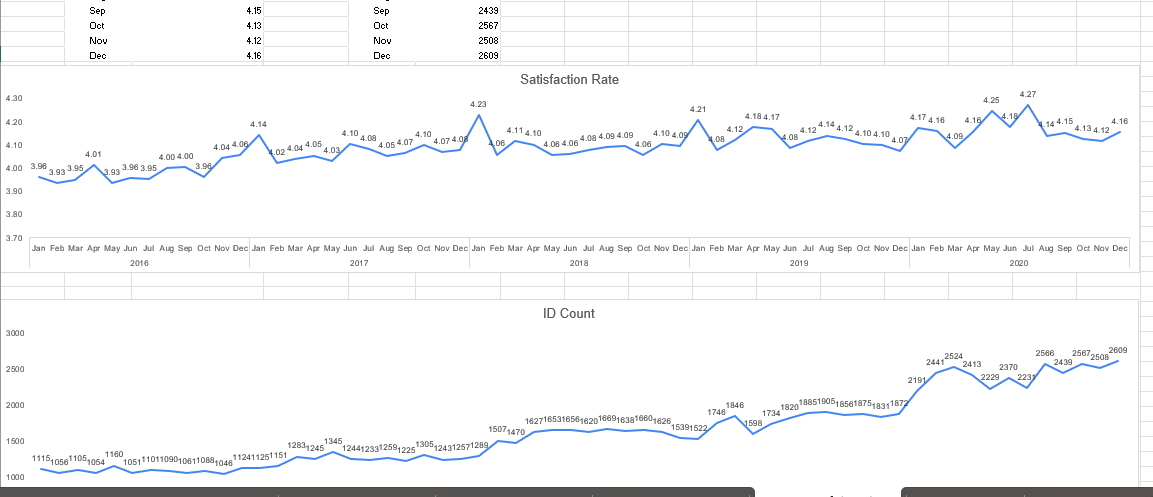 Sep 4.15 Sep 2439
Oct 4.13 Oct 2567
Nov 4.12 Nov 2508
Dec 4.16 Dec 2609
Satisfaction Rate
4.30
4.20
4.10
4.00
3.90
3.80
3.70
3.96 3.93 3.95 4.01 3.93 3.96 3.95 4.00 4.00 3.96 4.04 4.06 4.14 4.02 4.04 4.05 4.03 4.10 4.08 4.05 4.07 4.10 4.07 4.08 4.23 4.06 4.11 4.10 4.06 4.06 4.08 4.09 4.09 4.06 4.10 4.09 4.21 4.08 4.12 4.18 4.17 4.08 4.12 4.14 4.12 4.10 4.10 4.07 4.17 4.16 4.09 4.16 4.25 4.18 4.27 4.14 4.15 4.13 4.12 4.16
Jan Feb Mar Apr May Jun Jul Aug Sep Oct Nov Dec Jan Feb Mar Apr May Jun Jul Aug Sep Oct Nov Dec Jan Feb Mar Apr May Jun Jul Aug Sep Oct Nov Dec Jan Feb Mar Apr May Jun Jul Aug Sep Oct Nov Dec Jan Feb Mar Apr May Jun Jul Aug Sep Oct Nov Dec
2016 2017 2018 2019 2020
ID Count
3000
2500
2000
1500
1000
1115 1056 1105 1054 1160 1051 1101 1090 1061 1088 1046 1124 1125 1151 1283 1245 1345 1244 1233 1259 1225 1305 1243 1257 1289 1507 1470 1627 1653 1656 1620 1669 1638 1660 1626 1539 1522 1746 1846 1598 1734 1820 1885 1905 1856 1875 1831 1872 2191 2441 2524 2413 2229 2370 2231 2566 2439 2567 2508 2609